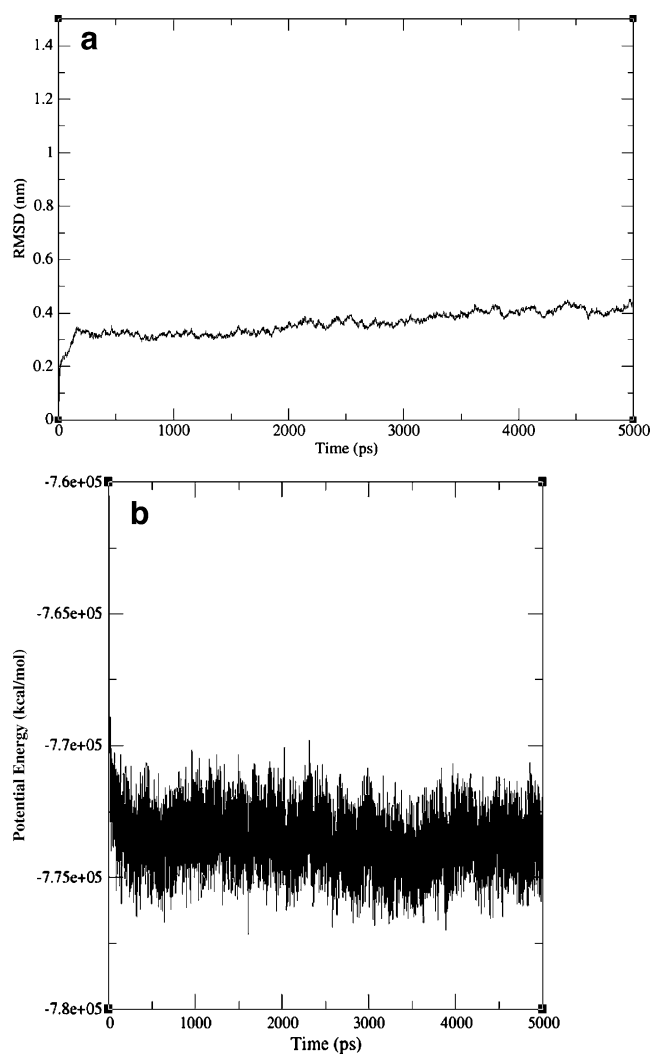 a
1.4
1.2
1
0.8
0.6
0.4
0.2
0
RMSD (nm)
0 1000 2000 3000 4000 5000
Time (ps)
b
-7.6e+05
-7.65e+05
-7.7e+05
-7.75e+05
-7.8e+05
Potential Energy (kcal/mol)
0 1000 2000 3000 4000 5000
Time (ps)